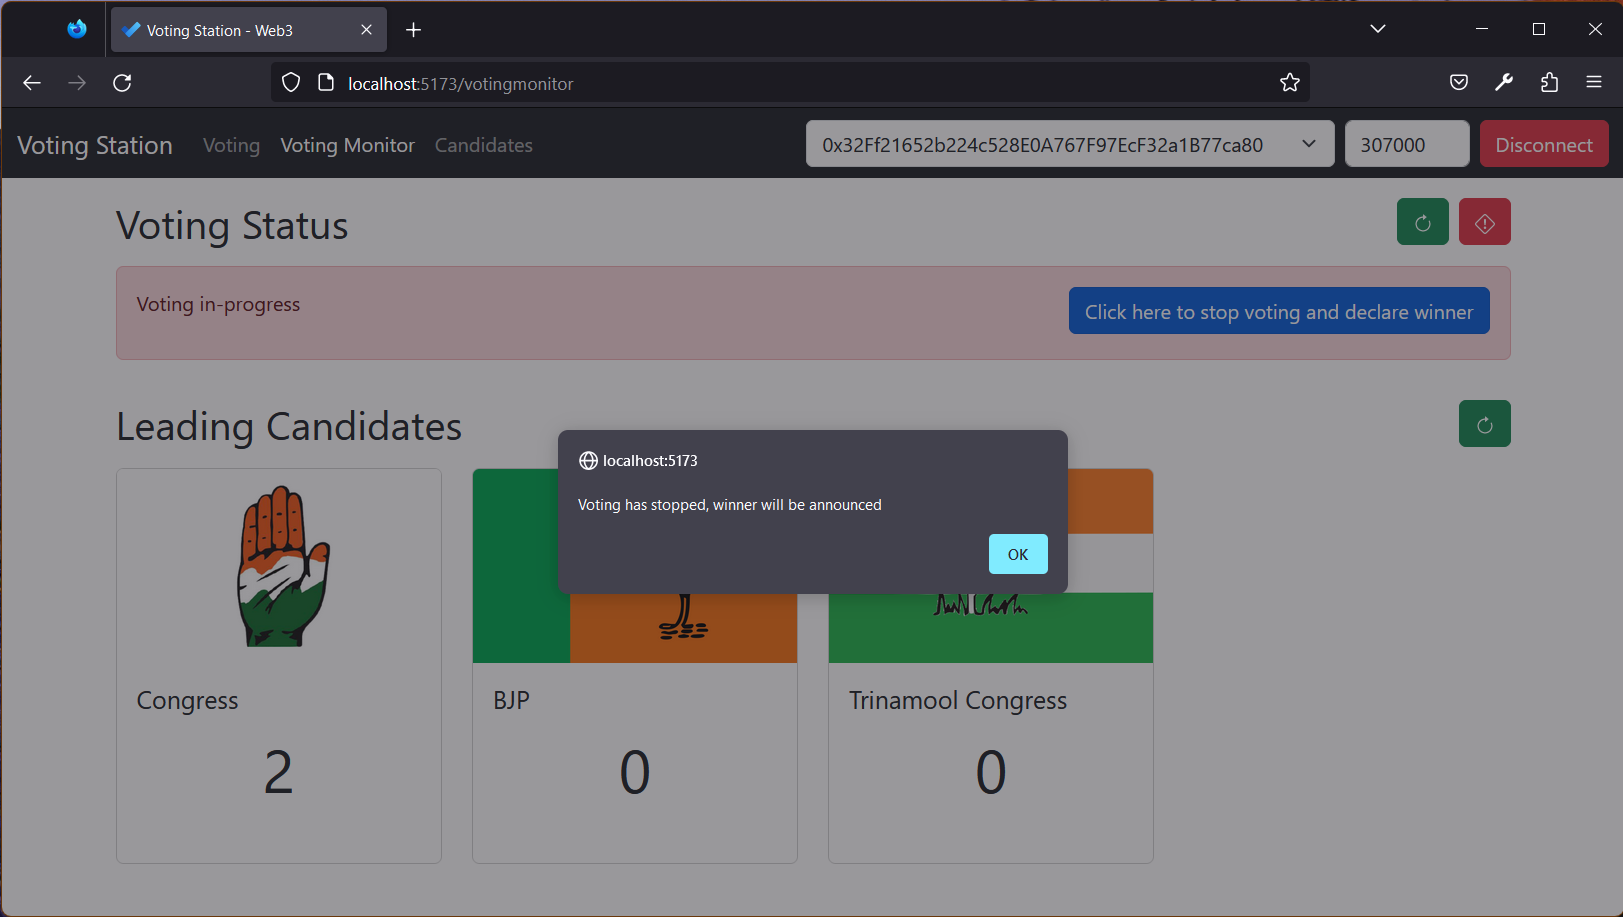 Voting Station - Web3
localhost:5173/votingmonitor
Voting Station
Voting
Voting Monitor
Candidates
0x32Ff21652b224c528E0A767F97EcF32a1B77ca80
307000
Disconnect
Voting Status
Voting in-progress
Click here to stop voting and declare winner
Leading Candidates
localhost:5173
Voting has stopped, winner will be announced
OK
Congress
2
BJP
0
Trinamool Congress
0